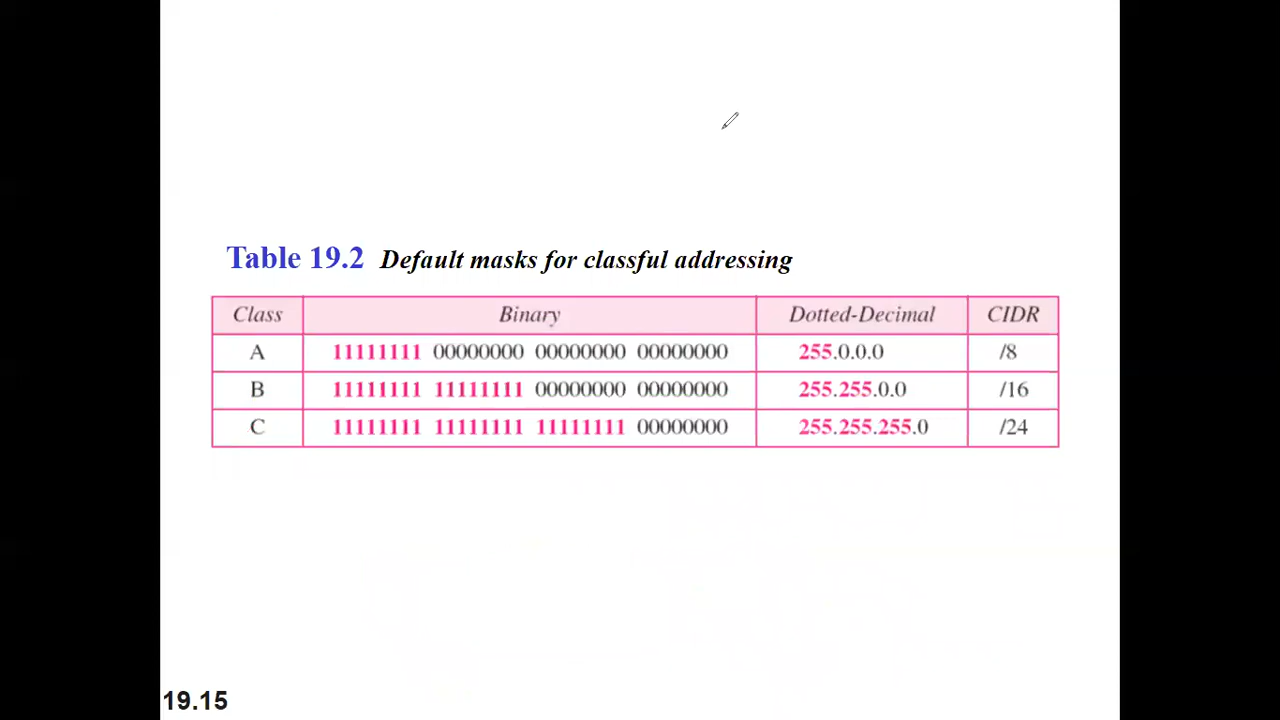 Table 19.2 Default masks for classful addressing
Class Binary Dotted-Decimal CIDR
A 11111111 00000000 00000000 00000000 255.0.0.0 /8
B 11111111 11111111 00000000 00000000 255.255.0.0 /16
C 11111111 11111111 11111111 00000000 255.255.255.0 /24
19.15